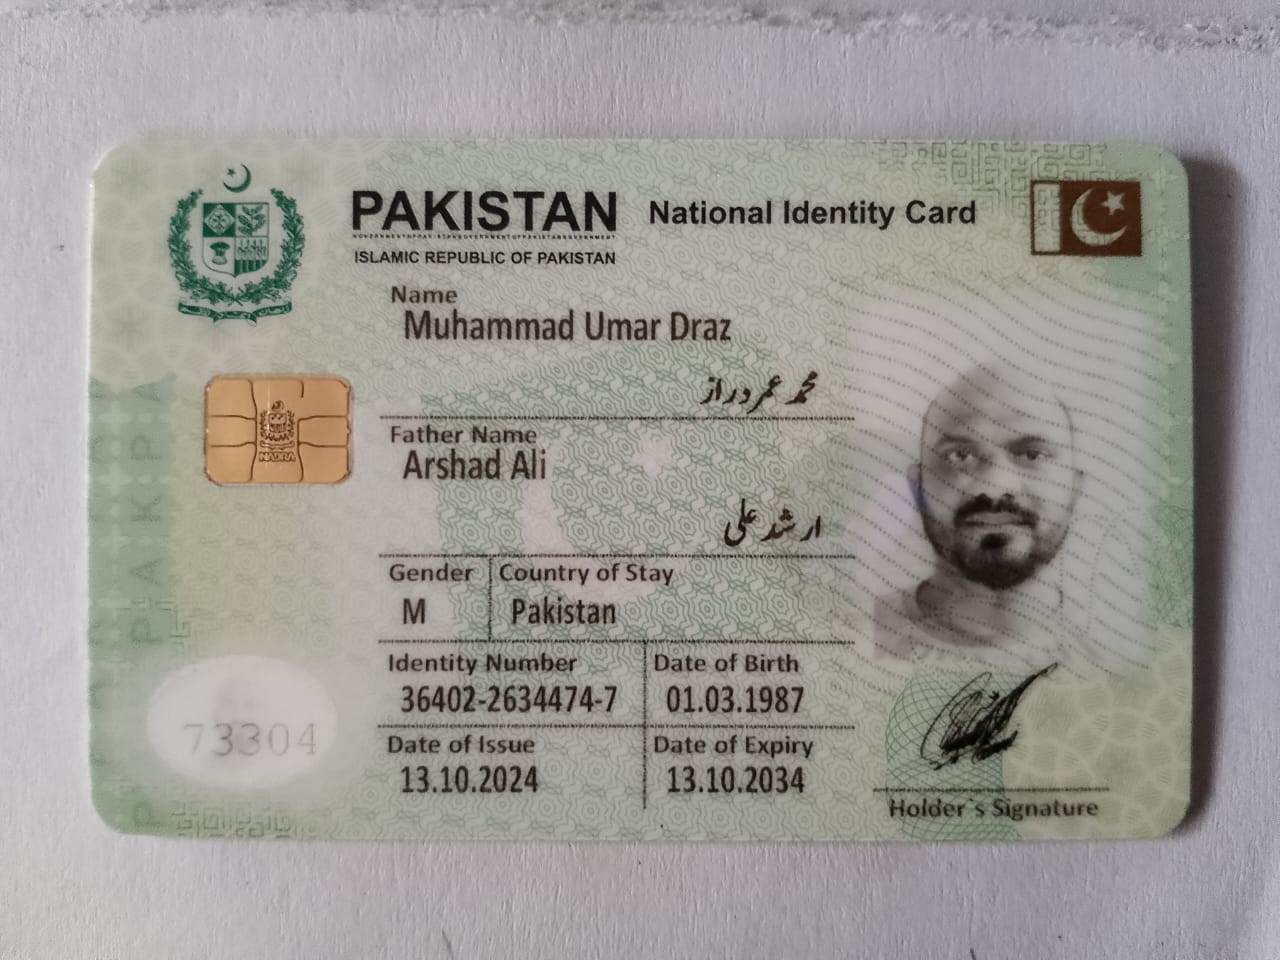 PAKISTAN National Identity Card
ISLAMIC REPUBLIC OF PAKISTAN
Name
Muhammad Umar Draz
محمد عمر دراز
Father Name
Arshad Ali
ارشد علی
Gender Country of Stay
M Pakistan
Identity Number Date of Birth
36402-2634474-7 01.03.1987
Date of Issue Date of Expiry
13.10.2024 13.10.2034
Holder`s Signature
NADRA
73304